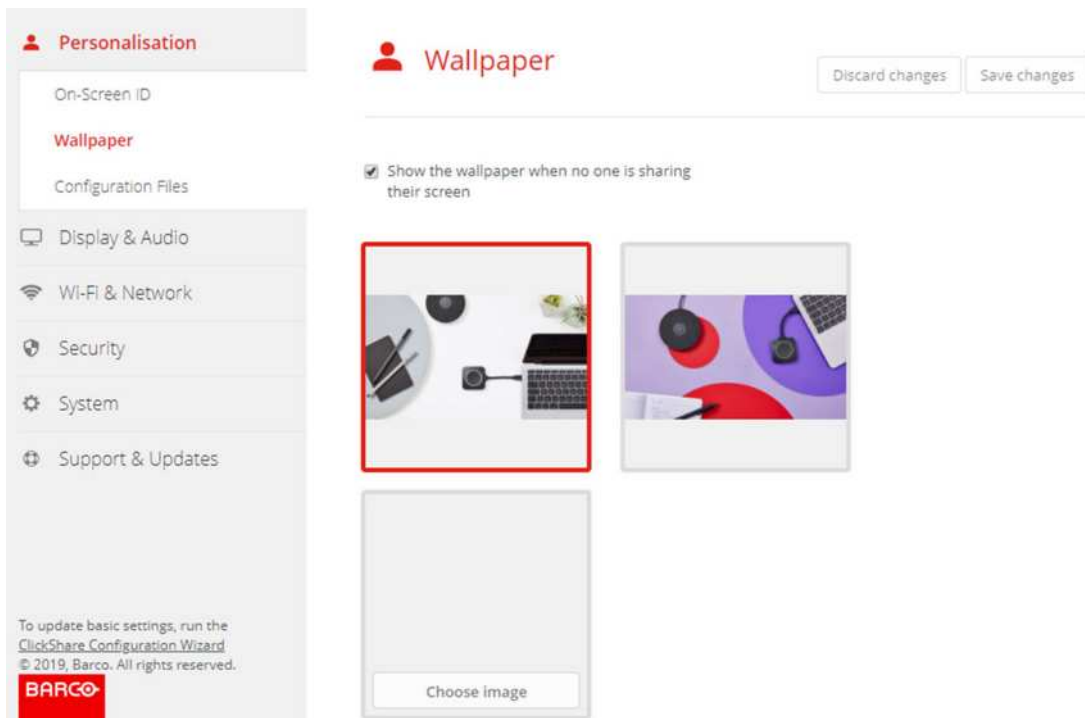 Personalisation
On-Screen ID
Wallpaper
Configuration Files
Display & Audio
Wi-Fi & Network
Security
System
Support & Updates
To update basic settings, run the
ClickShare Configuration Wizard
© 2019, Barco. All rights reserved.
BARCO
Wallpaper
Discard changes
Save changes
Show the wallpaper when no one is sharing
their screen
Choose image